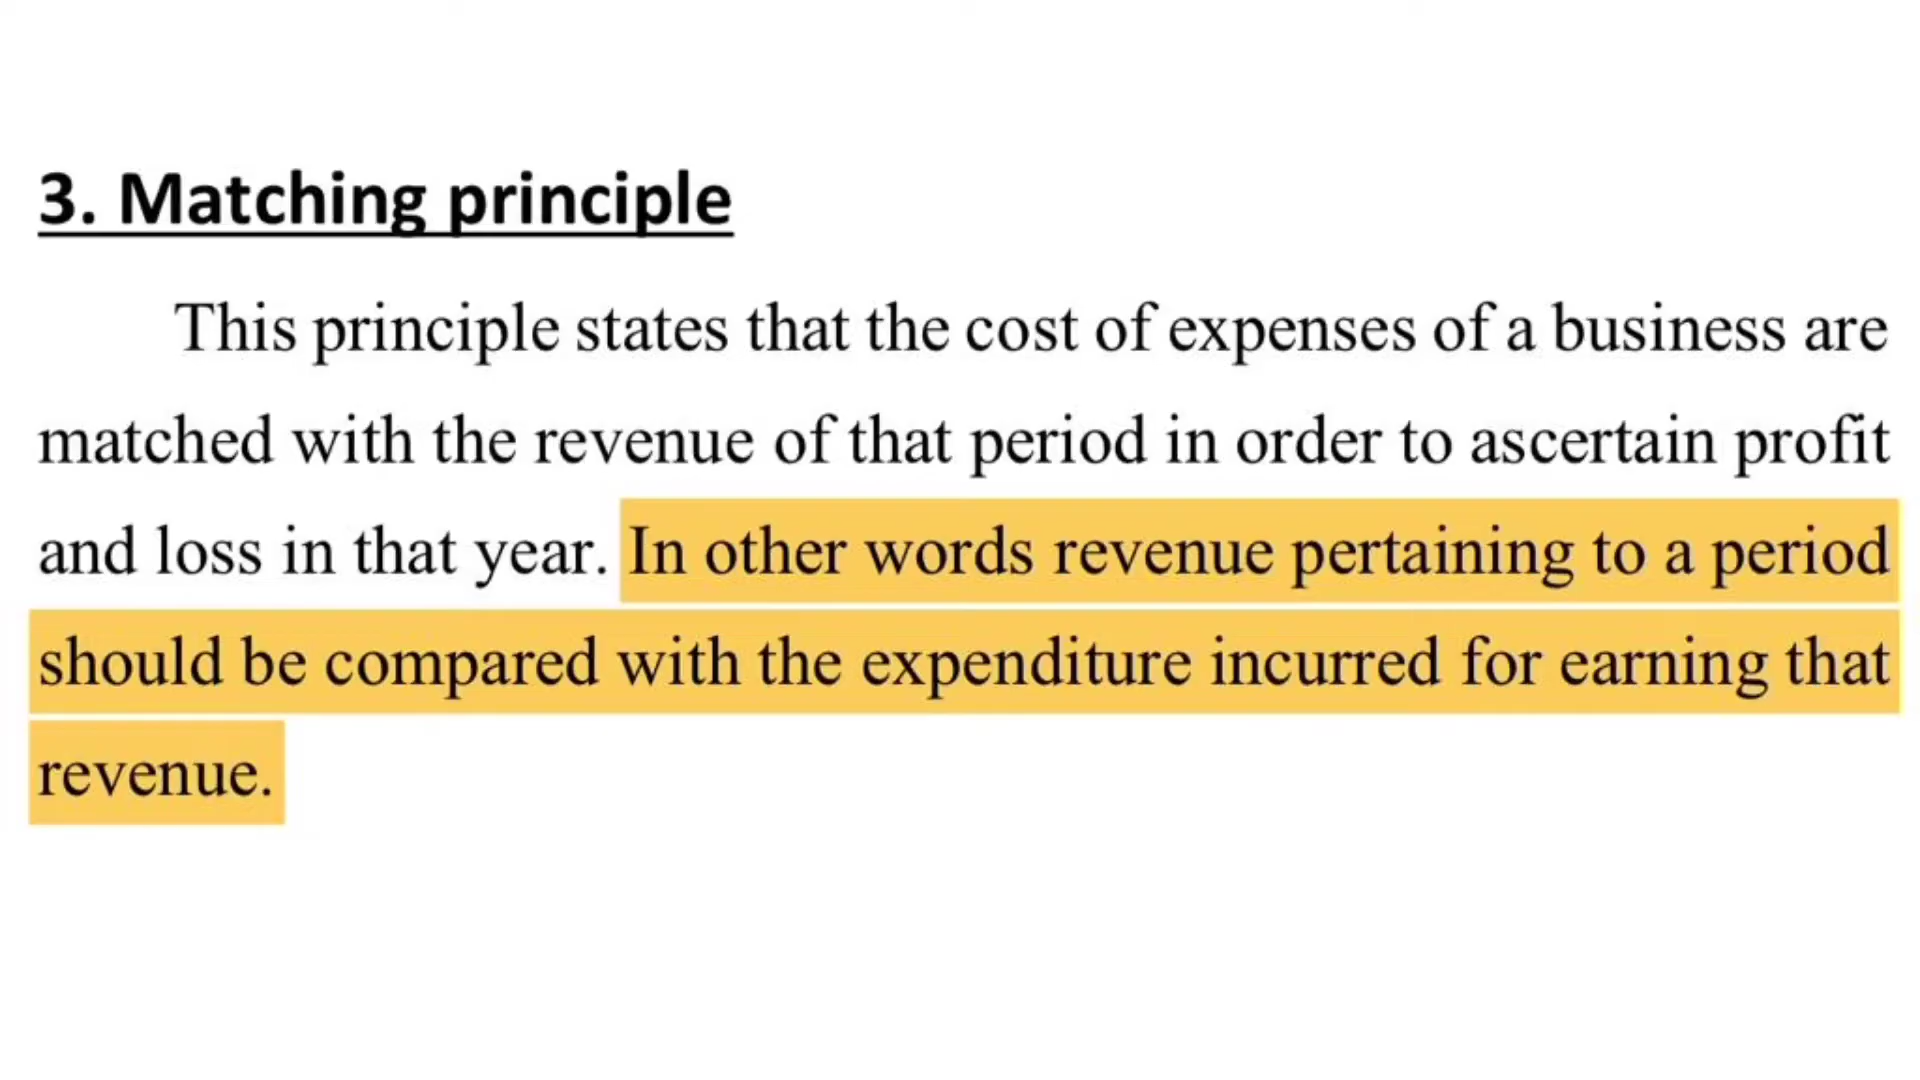 3. Matching principle
This principle states that the cost of expenses of a business are
matched with the revenue of that period in order to ascertain profit
and loss in that year. In other words revenue pertaining to a period
should be compared with the expenditure incurred for earning that
revenue.